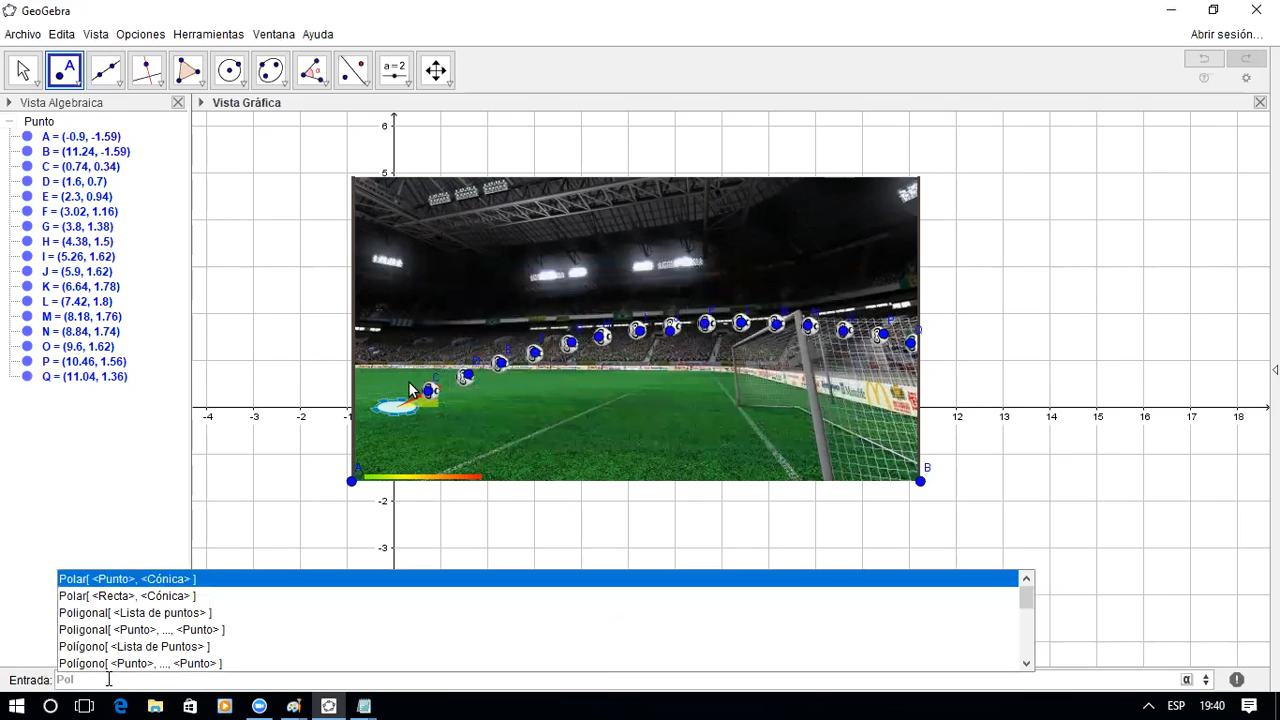 GeoGebra
Archivo Edita Vista Opciones Herramientas Ventana Ayuda Abrir sesión...
A a = 2
Vista Algebraica Vista Gráfica
Punto
A = (-0.9, -1.59)
B = (11.24, -1.59)
C = (0.74, 0.34)
D = (1.6, 0.7)
E = (2.3, 0.94)
F = (3.02, 1.16)
G = (3.8, 1.38)
H = (4.38, 1.5)
I = (5.26, 1.62)
J = (5.9, 1.62)
K = (6.64, 1.78)
L = (7.42, 1.8)
M = (8.18, 1.76)
N = (8.84, 1.74)
O = (9.6, 1.62)
P = (10.46, 1.56)
Q = (11.04, 1.36)
6
5
-4 -3 -2 -1 12 13 14 15 16 17 18
A B
-2
-3
Polar[ <Punto>, <Cónica> ]
Polar[ <Recta>, <Cónica> ]
Poligonal[ <Lista de puntos> ]
Poligonal[ <Punto>, ..., <Punto> ]
Polígono[ <Lista de Puntos> ]
Polígono[ <Punto>, ..., <Punto> ]
Entrada: Pol α
ESP 19:40